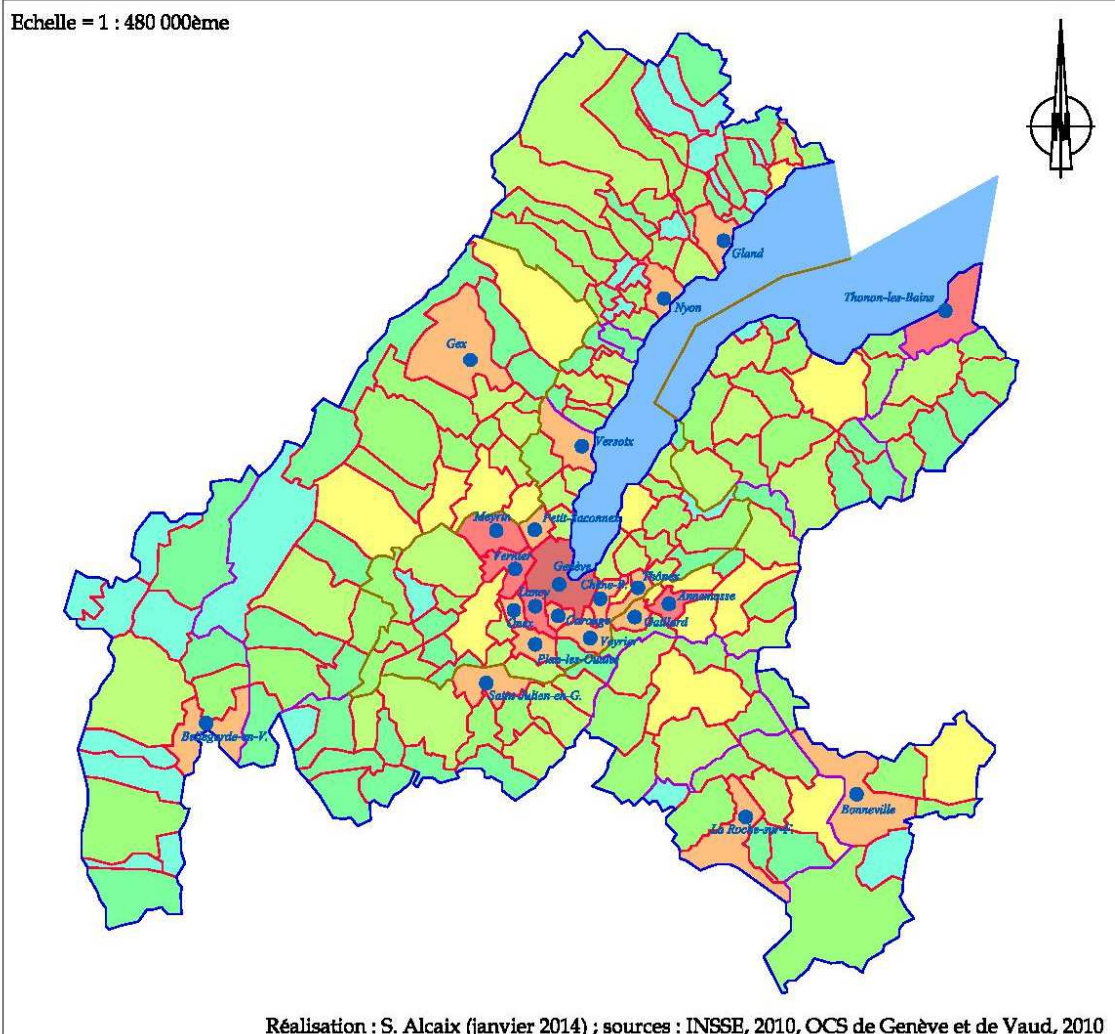 Echelle = 1 : 480 000ème
N
Gland
Nyon
Thonon-les-Bains
Gex
Versoix
Meyrin
Petit-Saconnex
Vernier
Genève
Chêne-B.
Thônex
Annemasse
Lancy
Onex
Carouge
Gaillard
Veyrier
Plan-les-Ouates
Saint-Julien-en-G.
Bellegarde-en-V.
Bonneville
La Roche-sur-F.
Réalisation : S. Alcaix (janvier 2014) ; sources : INSSE, 2010, OCS de Genève et de Vaud, 2010